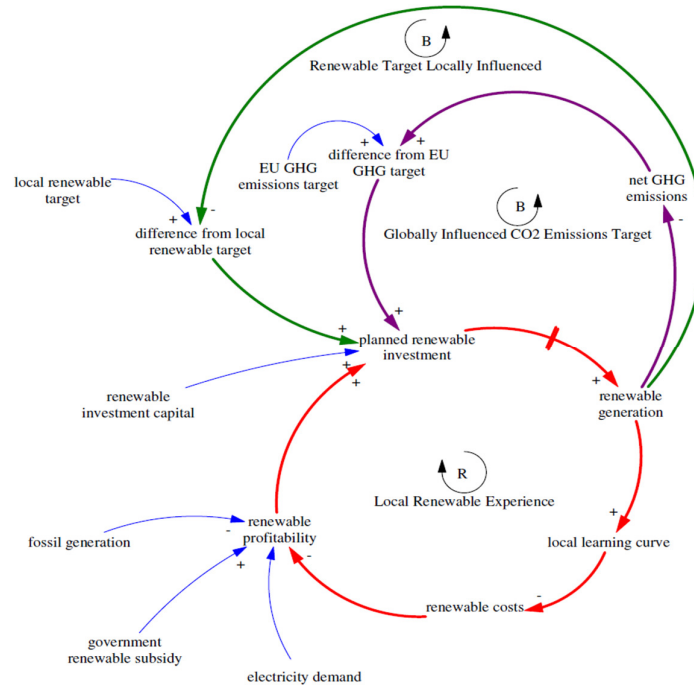 B
Renewable Target Locally Influenced
+
+
EU GHG
emissions target
difference from EU
GHG target
local renewable
target
net GHG
emissions
-
-
+
difference from local
renewable target
B
Globally Influenced CO2 Emissions Target
+
+
planned renewable
investment
+
+
+
renewable
generation
renewable
investment capital
R
Local Renewable Experience
+
local learning curve
fossil generation
-
+
renewable
profitability
-
-
renewable costs
government
renewable subsidy
electricity demand